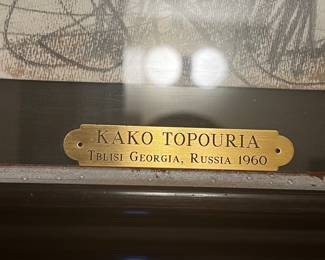 KAKO TOPOURIA
TBLISI GEORGIA, RUSSIA 1960